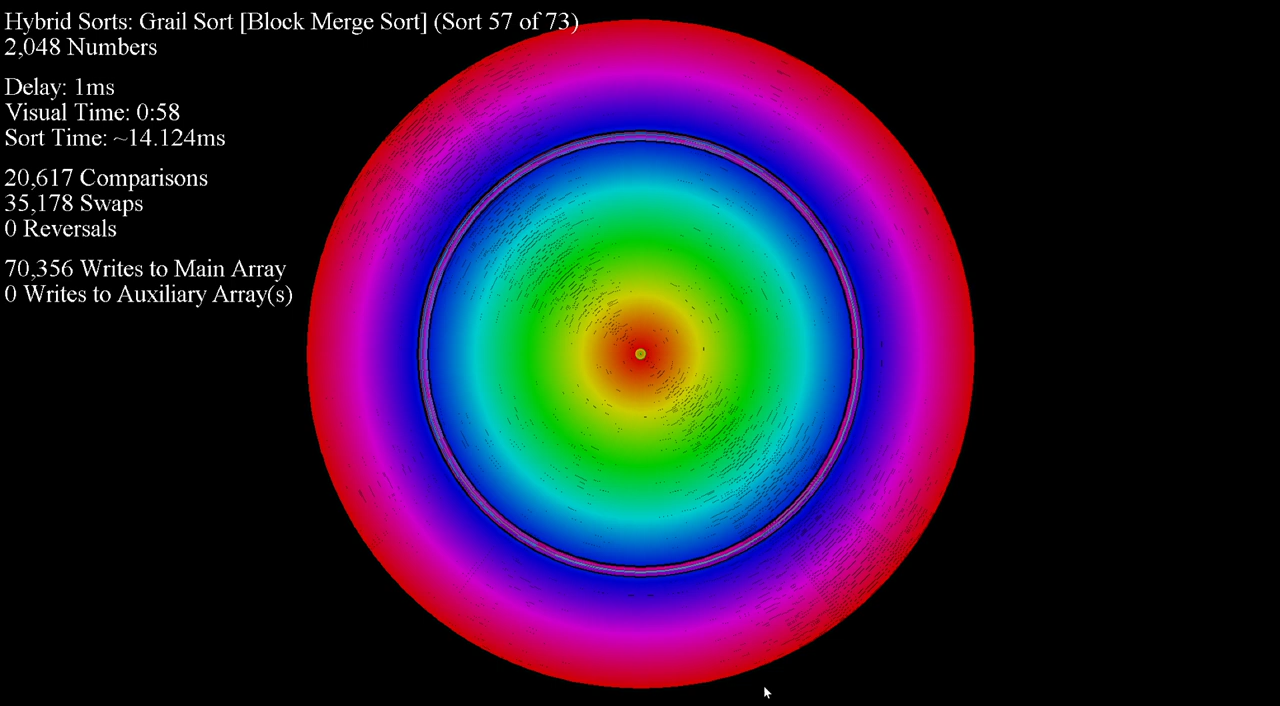 Hybrid Sorts: Grail Sort [Block Merge Sort] (Sort 57 of 73)
2,048 Numbers
Delay: 1ms
Visual Time: 0:58
Sort Time: ~14.124ms
20,617 Comparisons
35,178 Swaps
0 Reversals
70,356 Writes to Main Array
0 Writes to Auxiliary Array(s)